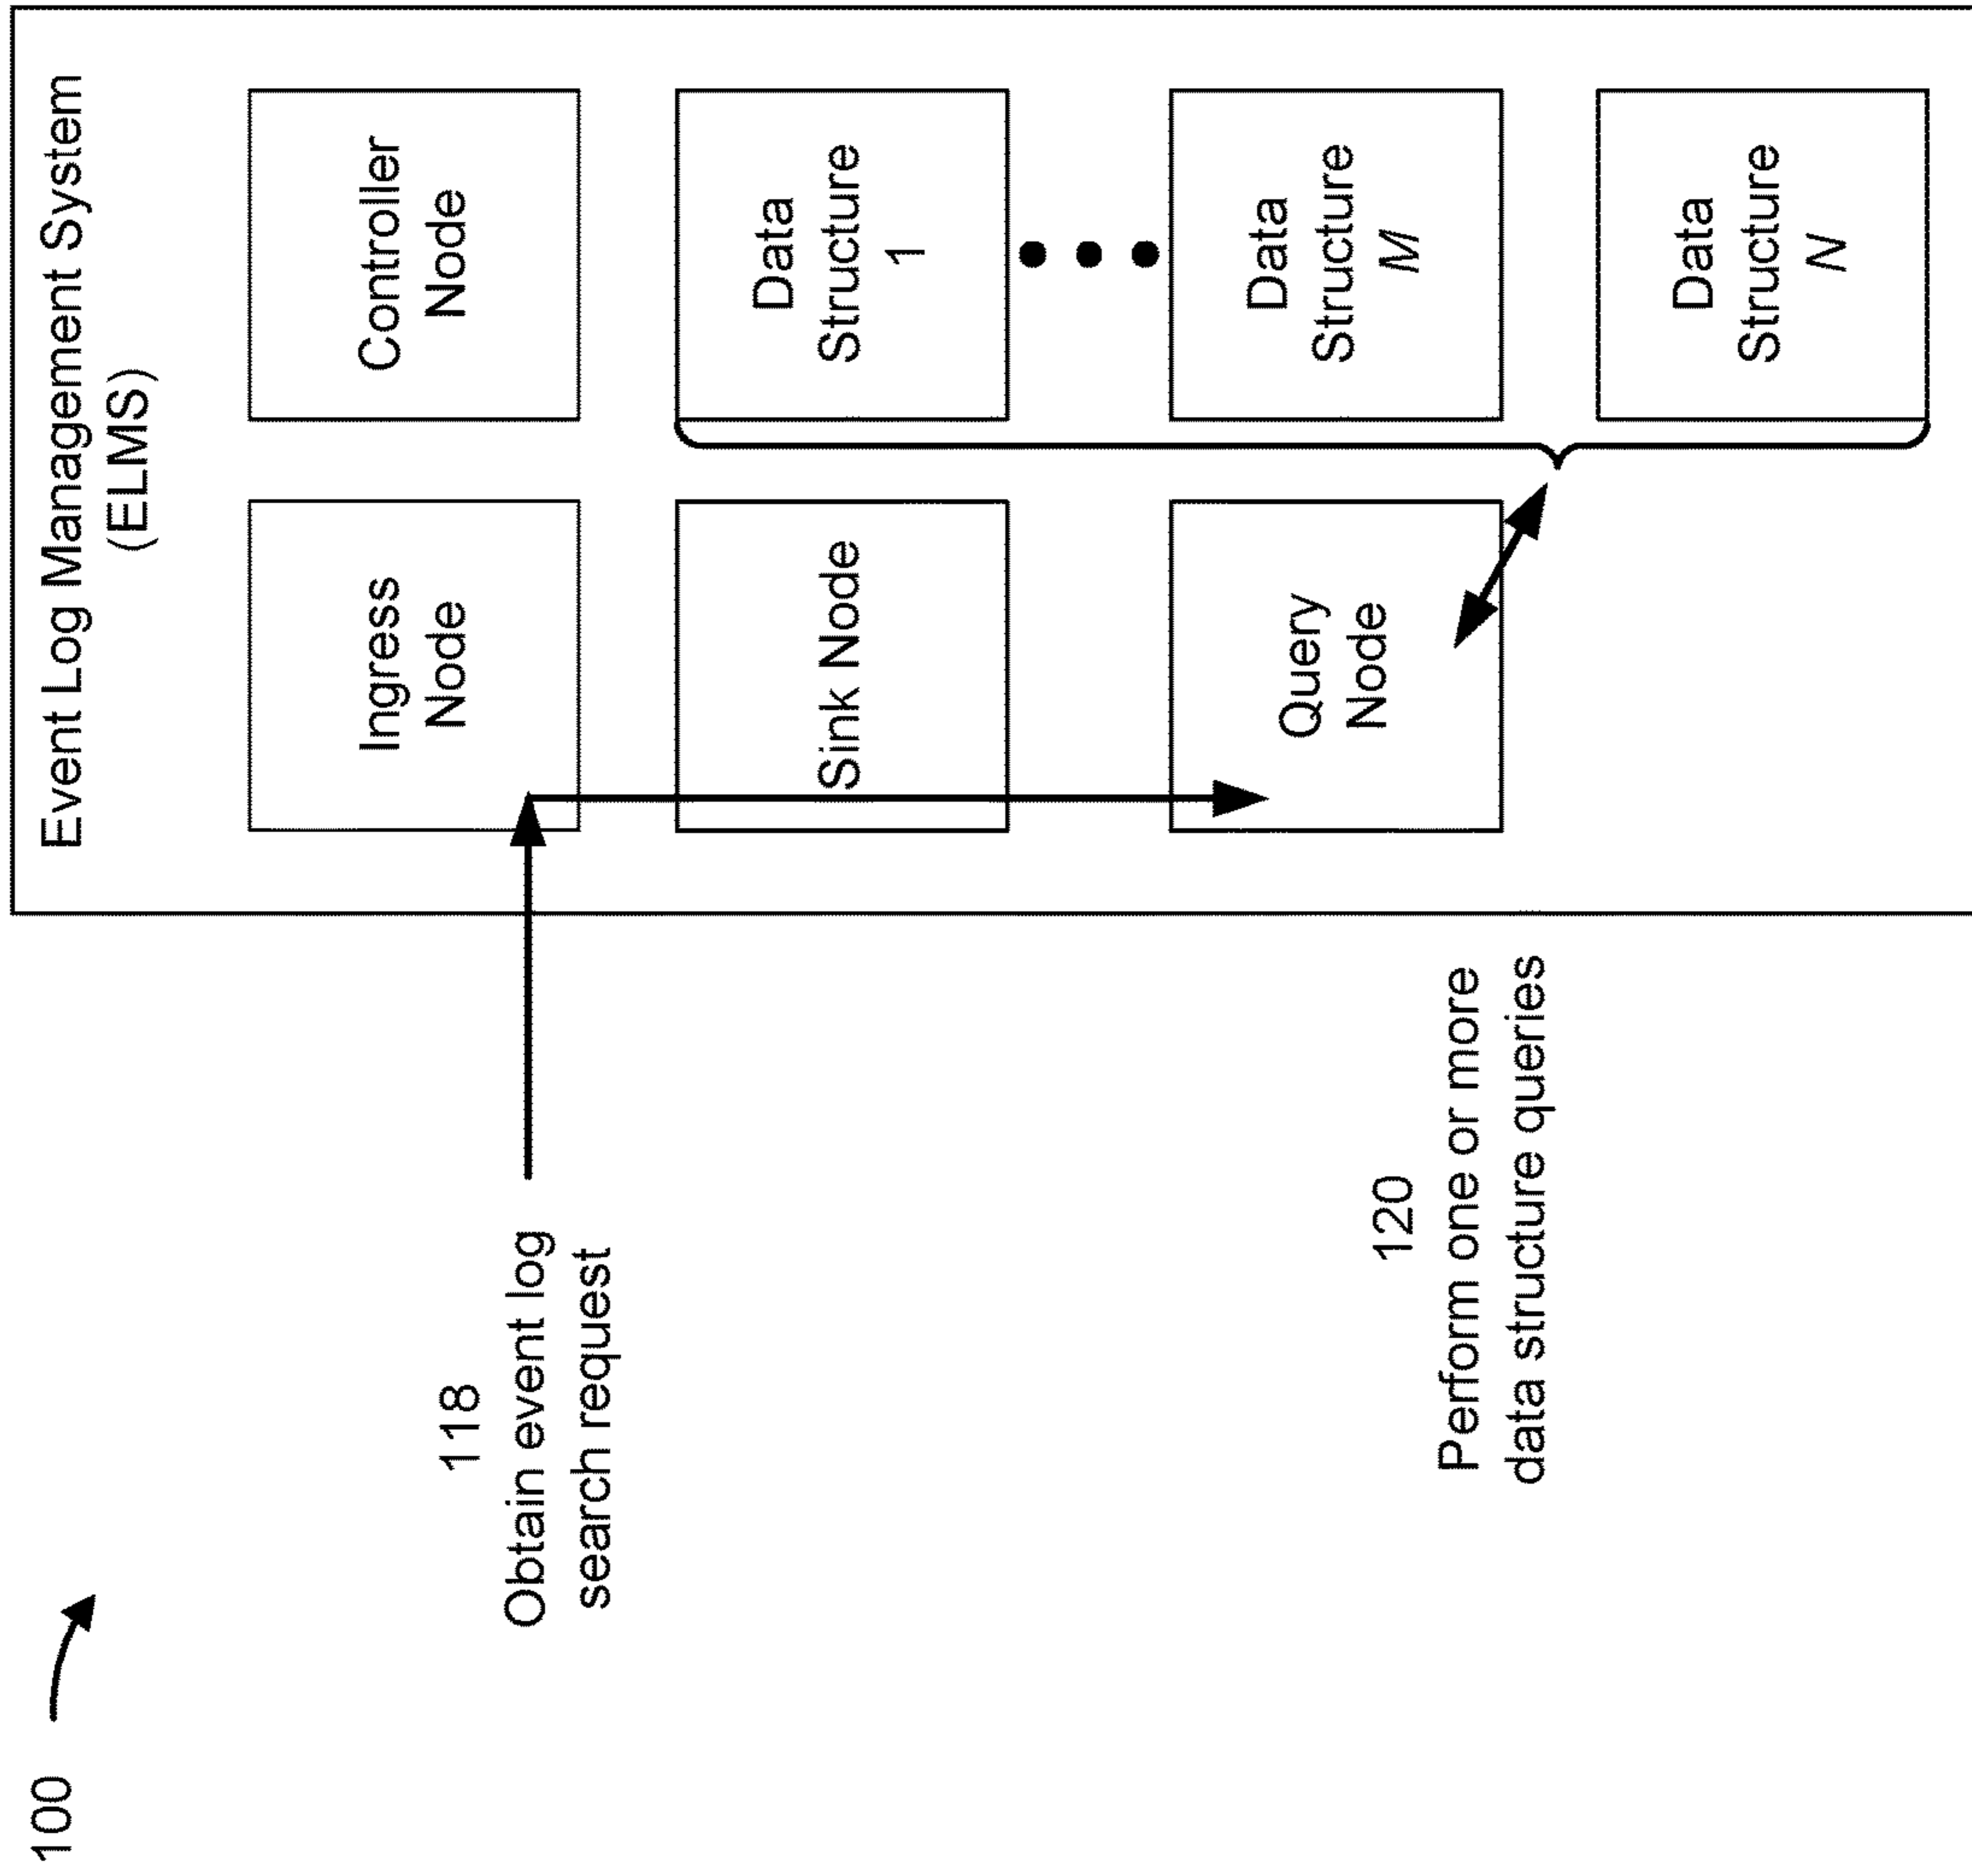 100
Event Log Management System
(ELMS)
118
Obtain event log
search request
Ingress
Node
Controller
Node
Sink Node
Data
Structure
1
120
Perform one or more
data structure queries
Query
Node
Data
Structure
M
Data
Structure
N